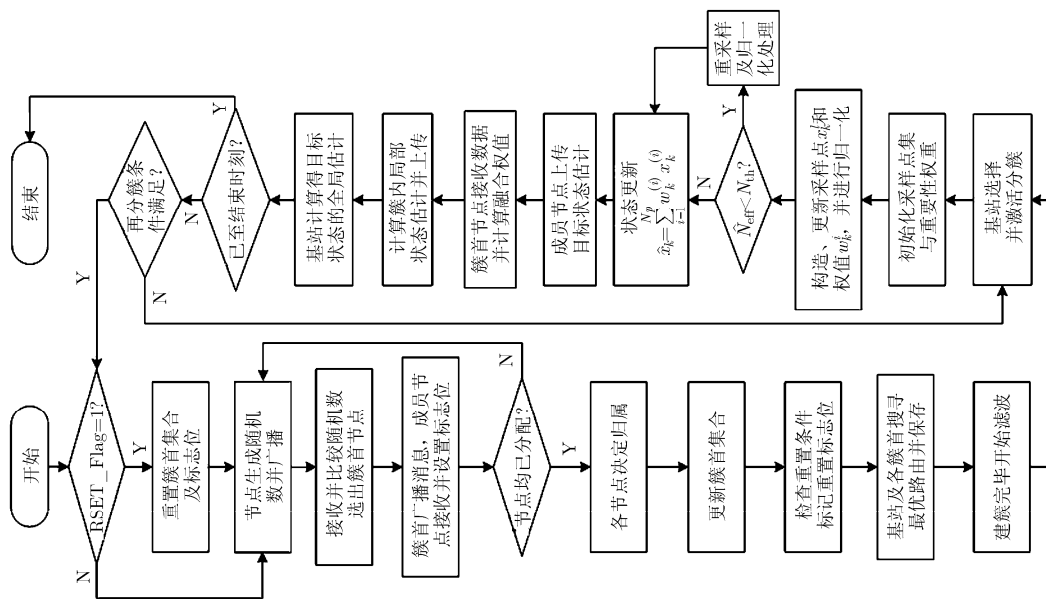 开始
RSET_Flag=1?
Y
N
重置簇首集合
及标志位
节点生成随机
数并广播
接收并比较随机数
选出簇首节点
簇首广播消息，成员节
点接收并设置标志位
节点均已分配?
N
Y
各节点决定归属
更新簇首集合
检查重置条件
标记重置标志位
基站及各簇首搜寻
最优路由并保存
建簇完毕开始滤波
基站选择
并激活分簇
初始化采样点集
与重要性权重
构造、更新采样点 x_k^i 和
权值 w_k^i，并进行归一化
N̂_eff<N_th?
Y
N
重采样
及归一
化处理
状态更新
x̂_k=∑_{i=1}^{N_p} w_k^{(i)} x_k^{(i)}
成员节点上传
目标状态估计
簇首节点接收数据
并计算融合权值
计算簇内局部
状态估计并上传
基站计算得目标
状态的全局估计
已至结束时刻?
Y
N
结束
再分簇条
件满足?
Y
N